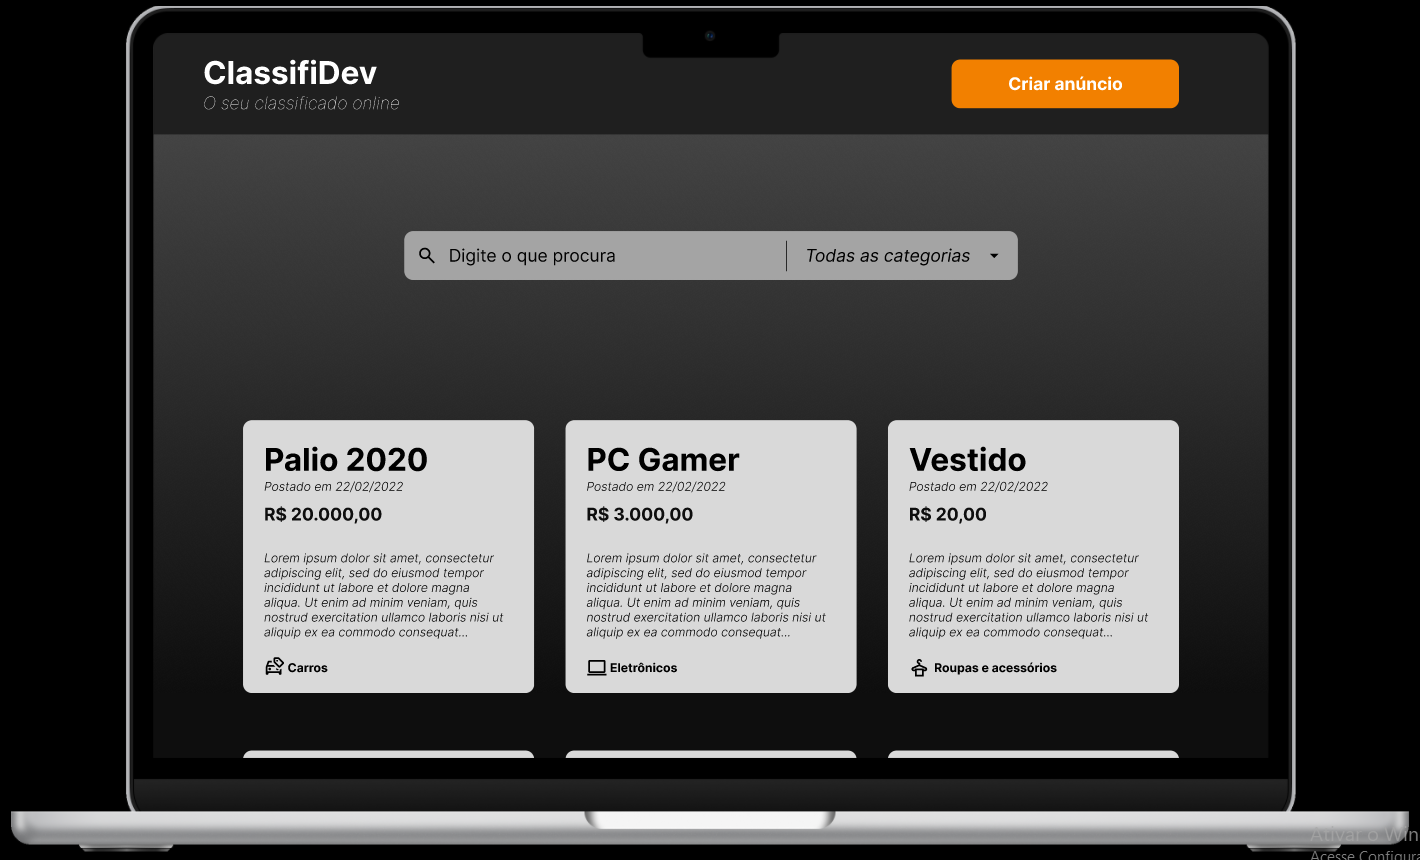 ClassifiDev
O seu classificado online
Criar anúncio
Digite o que procura
Todas as categorias
Palio 2020
Postado em 22/02/2022
R$ 20.000,00
Lorem ipsum dolor sit amet, consectetur
adipiscing elit, sed do eiusmod tempor
incididunt ut labore et dolore magna
aliqua. Ut enim ad minim veniam, quis
nostrud exercitation ullamco laboris nisi ut
aliquip ex ea commodo consequat...
Carros
PC Gamer
Postado em 22/02/2022
R$ 3.000,00
Lorem ipsum dolor sit amet, consectetur
adipiscing elit, sed do eiusmod tempor
incididunt ut labore et dolore magna
aliqua. Ut enim ad minim veniam, quis
nostrud exercitation ullamco laboris nisi ut
aliquip ex ea commodo consequat...
Eletrônicos
Vestido
Postado em 22/02/2022
R$ 20,00
Lorem ipsum dolor sit amet, consectetur
adipiscing elit, sed do eiusmod tempor
incididunt ut labore et dolore magna
aliqua. Ut enim ad minim veniam, quis
nostrud exercitation ullamco laboris nisi ut
aliquip ex ea commodo consequat...
Roupas e acessórios
Ativar o Win
Acesse Configura